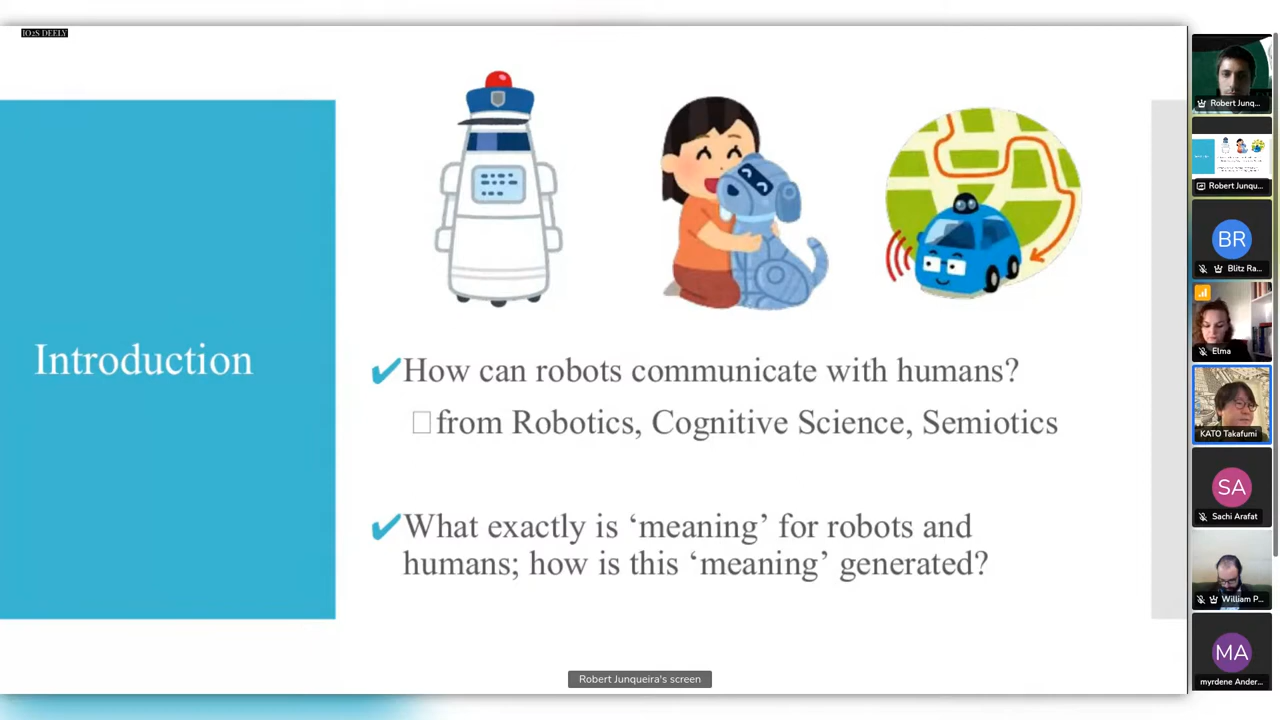 IO2S DEELY
Introduction
✔How can robots communicate with humans?
□from Robotics, Cognitive Science, Semiotics
✔What exactly is ‘meaning’ for robots and
humans; how is this ‘meaning’ generated?
Robert Junqueira's screen
Robert Junq...
Robert Junqu...
BR
Blitz Ra...
Elma
KATO Takafumi
SA
Sachi Arafat
William P...
MA
myrdene Ander...